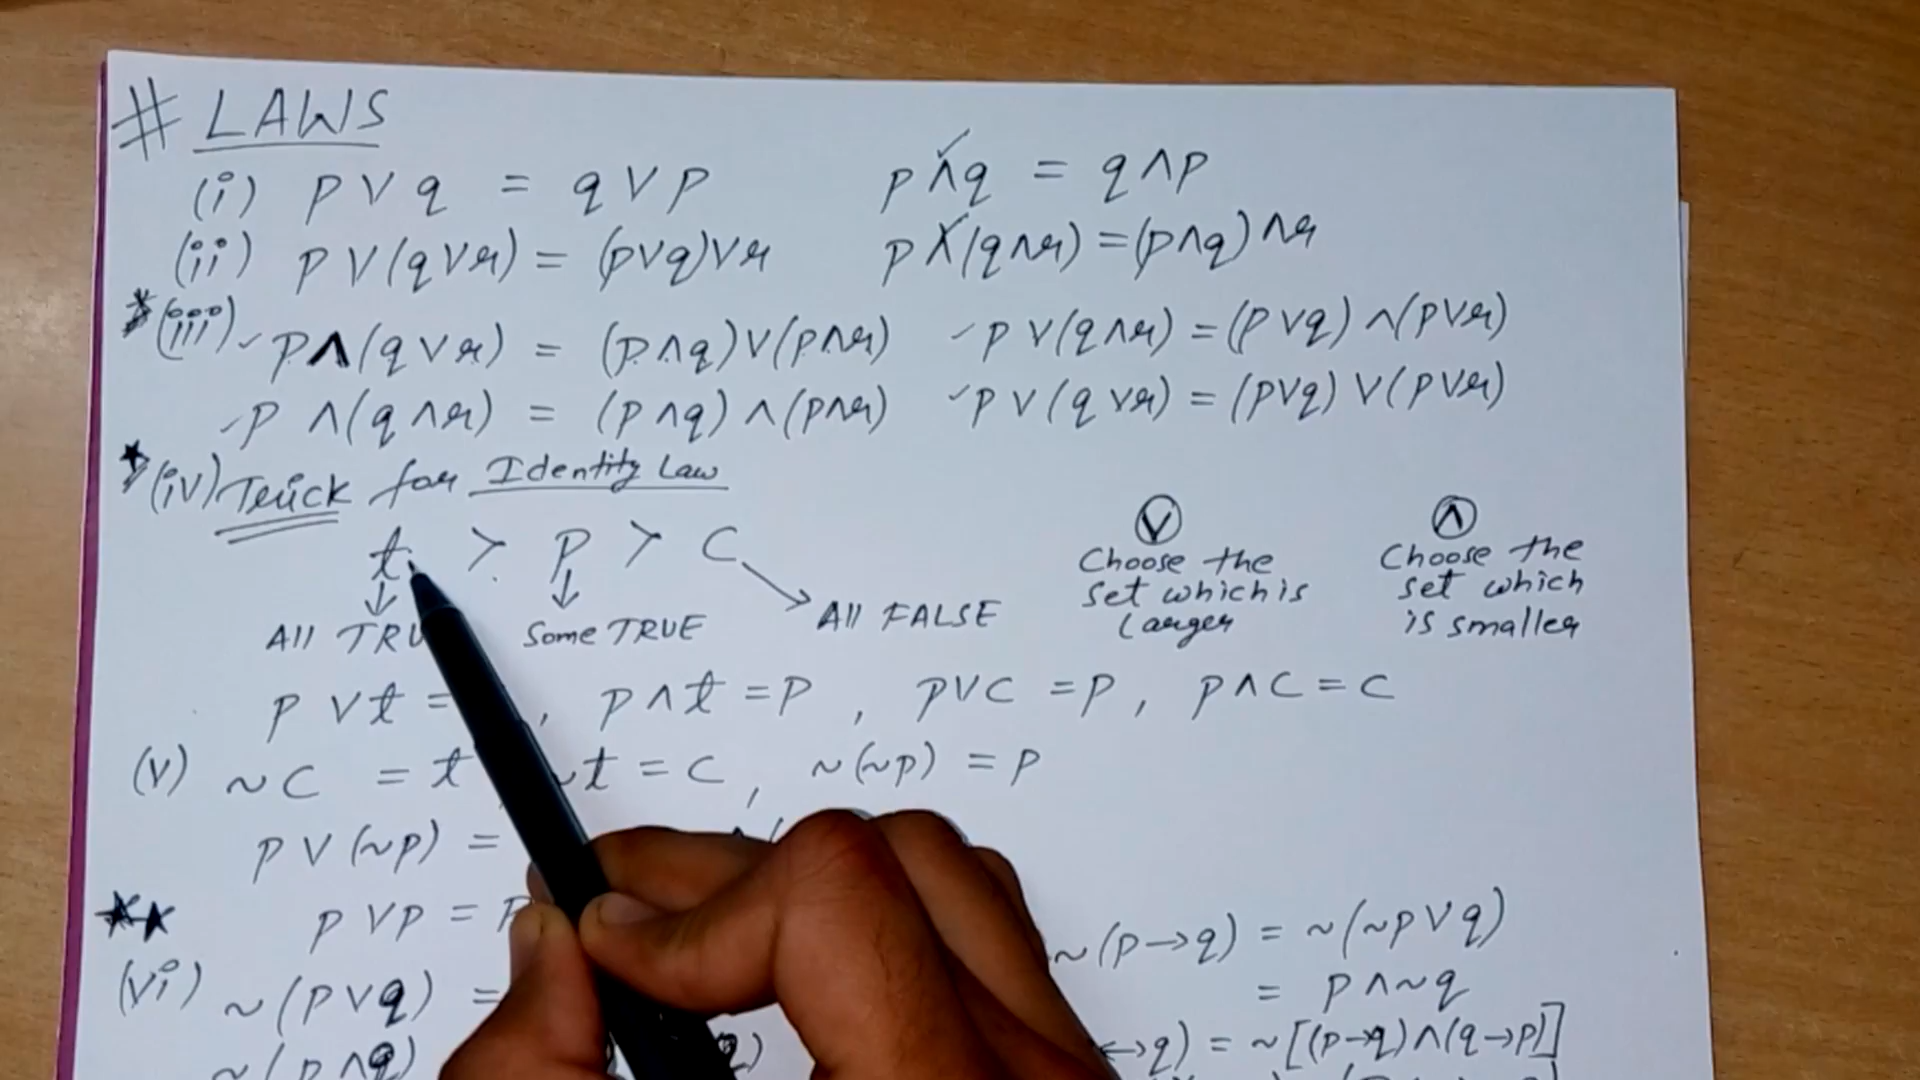 # LAWS
(i) p ∨ q = q ∨ p p ∧ q = q ∧ p
(ii) p ∨ (q ∨ r) = (p ∨ q) ∨ r p ∧ (q ∧ r) = (p ∧ q) ∧ r
(iii) p ∧ (q ∨ r) = (p ∧ q) ∨ (p ∧ r) p ∨ (q ∧ r) = (p ∨ q) ∧ (p ∨ r)
p ∧ (q ∧ r) = (p ∧ q) ∧ (p ∧ r) p ∨ (q ∨ r) = (p ∨ q) ∨ (p ∨ r)
(iv) Trick for Identity Law
t > p > C
All FALSE
All TRU
Some TRUE
∨
Choose the
set which is
Larger
∧
Choose the
set which
is smaller
p ∨ t = , p ∧ t = p , p ∨ c = p , p ∧ c = c
(v) ~c = t ~t = c , ~(~p) = p
p ∨ (~p) =
p ∨ p = p
(vi) ~(p ∨ q) =
~(p ∧ q)
~(p → q) = ~(~p ∨ q)
= p ∧ ~q
↔ q) = ~[(p → q) ∧ (q → p)]